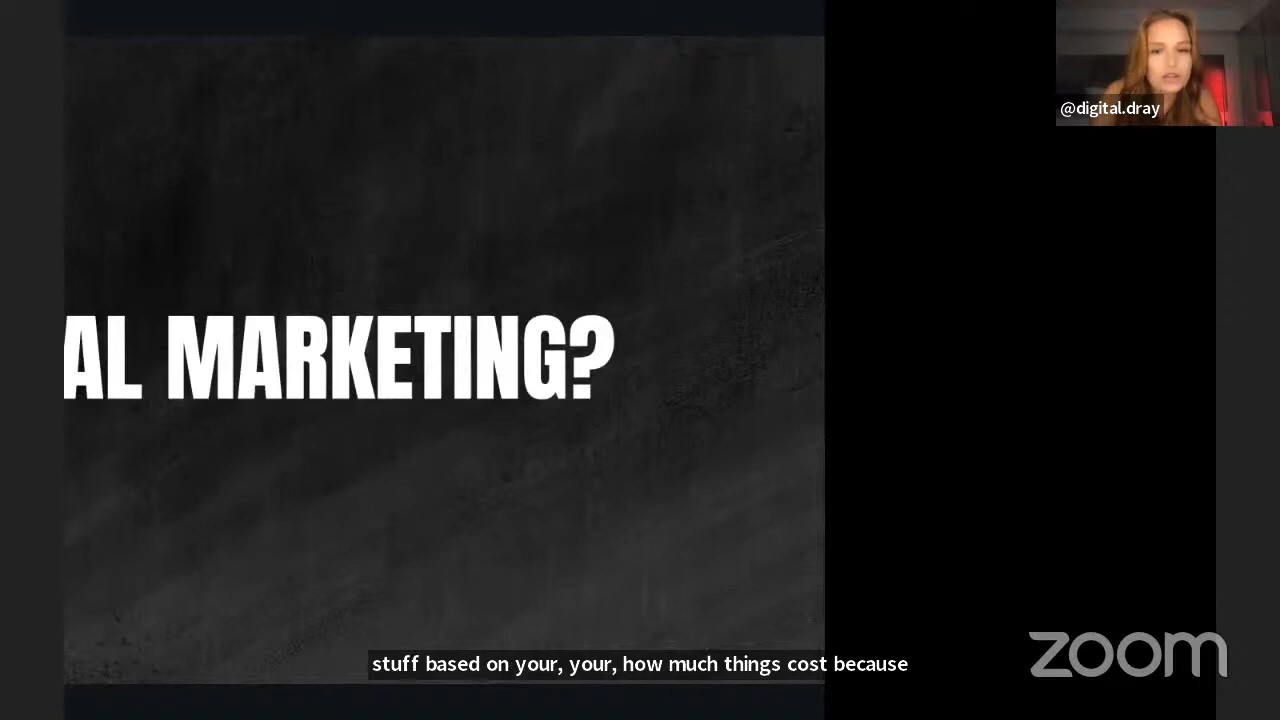 @digital.dray
AL MARKETING?
stuff based on your, your, how much things cost because
zoom